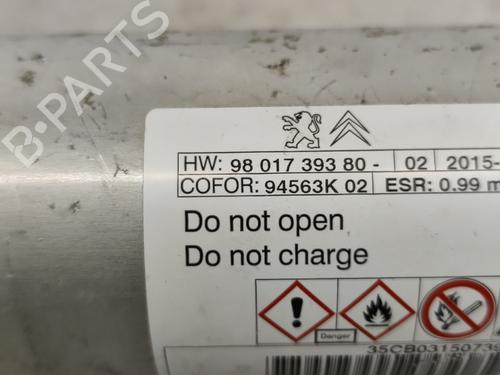 B-PARTS
HW: 98 017 393 80 - 02 2015-
COFOR: 94563K 02 ESR: 0.99 m
Do not open
Do not charge
Danger
35CB03150739